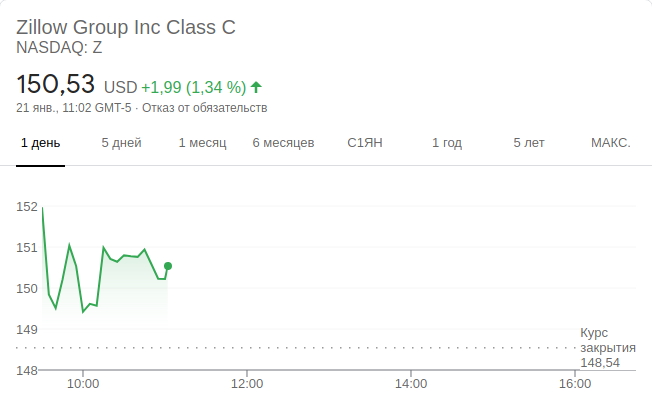 Zillow Group Inc Class C
NASDAQ: Z
150,53 USD +1,99 (1,34 %)
21 янв., 11:02 GMT-5 · Отказ от обязательств
1 день 5 дней 1 месяц 6 месяцев С1ЯН 1 год 5 лет МАКС.
152
151
150
149
148
Курс
закрытия
148,54
10:00 12:00 14:00 16:00